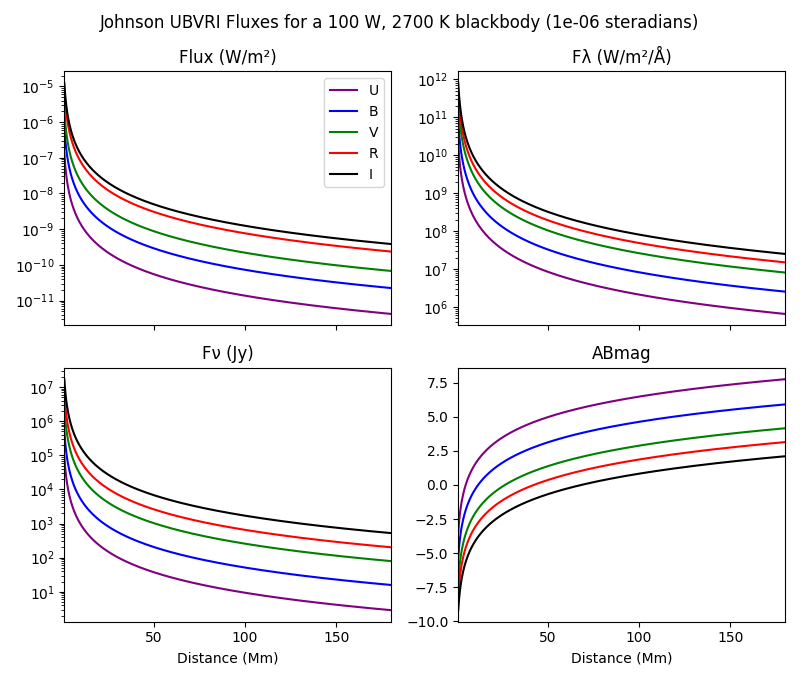 Johnson UBVRI Fluxes for a 100 W, 2700 K blackbody (1e-06 steradians)
Flux (W/m²)
10⁻⁵
10⁻⁶
10⁻⁷
10⁻⁸
10⁻⁹
10⁻¹⁰
10⁻¹¹
U
B
V
R
I
Fλ (W/m²/Å)
10¹²
10¹¹
10¹⁰
10⁹
10⁸
10⁷
10⁶
Fν (Jy)
10⁷
10⁶
10⁵
10⁴
10³
10²
10¹
50 100 150
Distance (Mm)
ABmag
7.5
5.0
2.5
0.0
−2.5
−5.0
−7.5
−10.0
50 100 150
Distance (Mm)